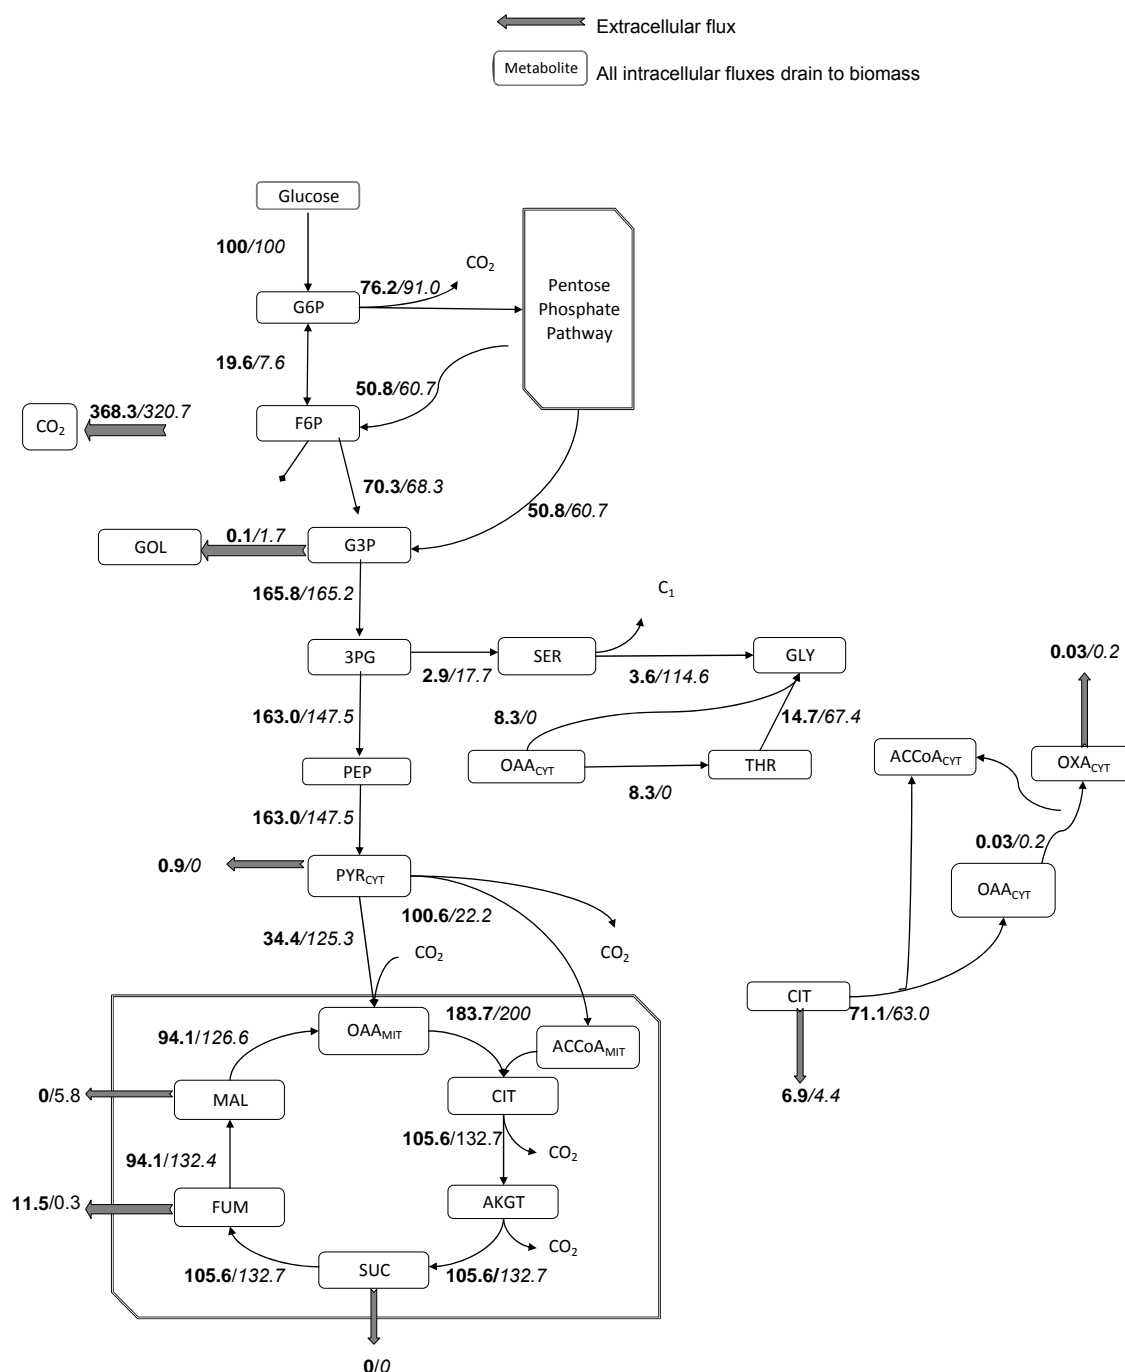 Extracellular flux
Metabolite
All intracellular fluxes drain to biomass
Glucose
100/100
CO₂
76.2/91.0
Pentose
Phosphate
Pathway
G6P
19.6/7.6
50.8/60.7
368.3/320.7
CO₂
F6P
70.3/68.3
50.8/60.7
0.1/1.7
GOL
G3P
165.8/165.2
C₁
3PG
SER
GLY
2.9/17.7
3.6/114.6
0.03/0.2
163.0/147.5
8.3/0
14.7/67.4
PEP
OAA_CYT
THR
ACCoA_CYT
OXA_CYT
8.3/0
163.0/147.5
0.03/0.2
0.9/0
PYR_CYT
OAA_CYT
100.6/22.2
34.4/125.3
CO₂
CO₂
CIT
71.1/63.0
183.7/200
94.1/126.6
OAA_MIT
ACCoA_MIT
0/5.8
MAL
CIT
6.9/4.4
105.6/132.7
CO₂
94.1/132.4
11.5/0.3
FUM
AKGT
CO₂
105.6/132.7
SUC
105.6/132.7
0/0